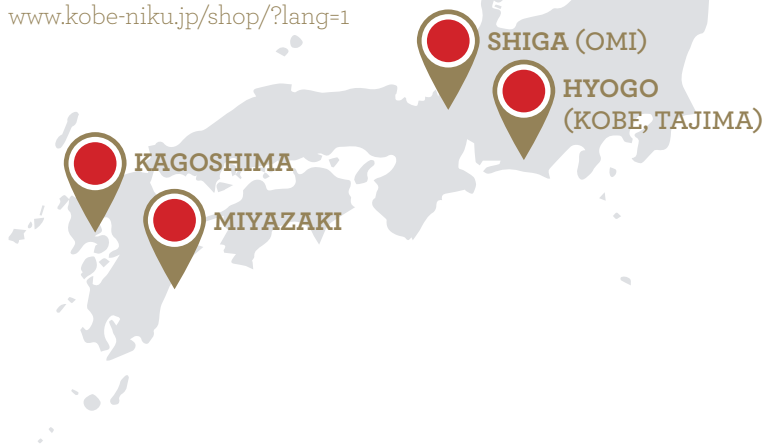 www.kobe-niku.jp/shop/?lang=1
SHIGA (OMI)
HYOGO
(KOBE, TAJIMA)
KAGOSHIMA
MIYAZAKI